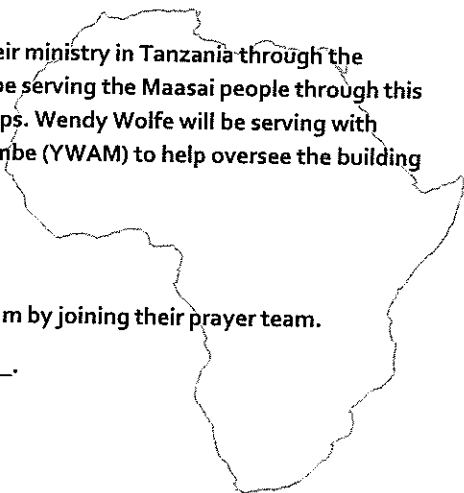 eir ministry in Tanzania through the
be serving the Maasai people through this
ps. Wendy Wolfe will be serving with
mbe (YWAM) to help oversee the building
m by joining their prayer team.
_.